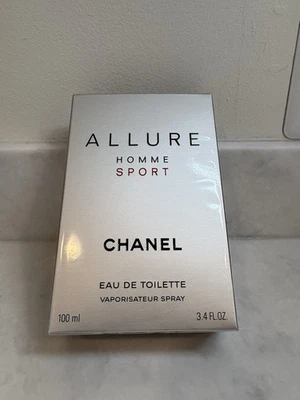 ALLURE
HOMME
SPORT
CHANEL
EAU DE TOILETTE
VAPORISATEUR SPRAY
100 ml 3.4 FL.OZ.